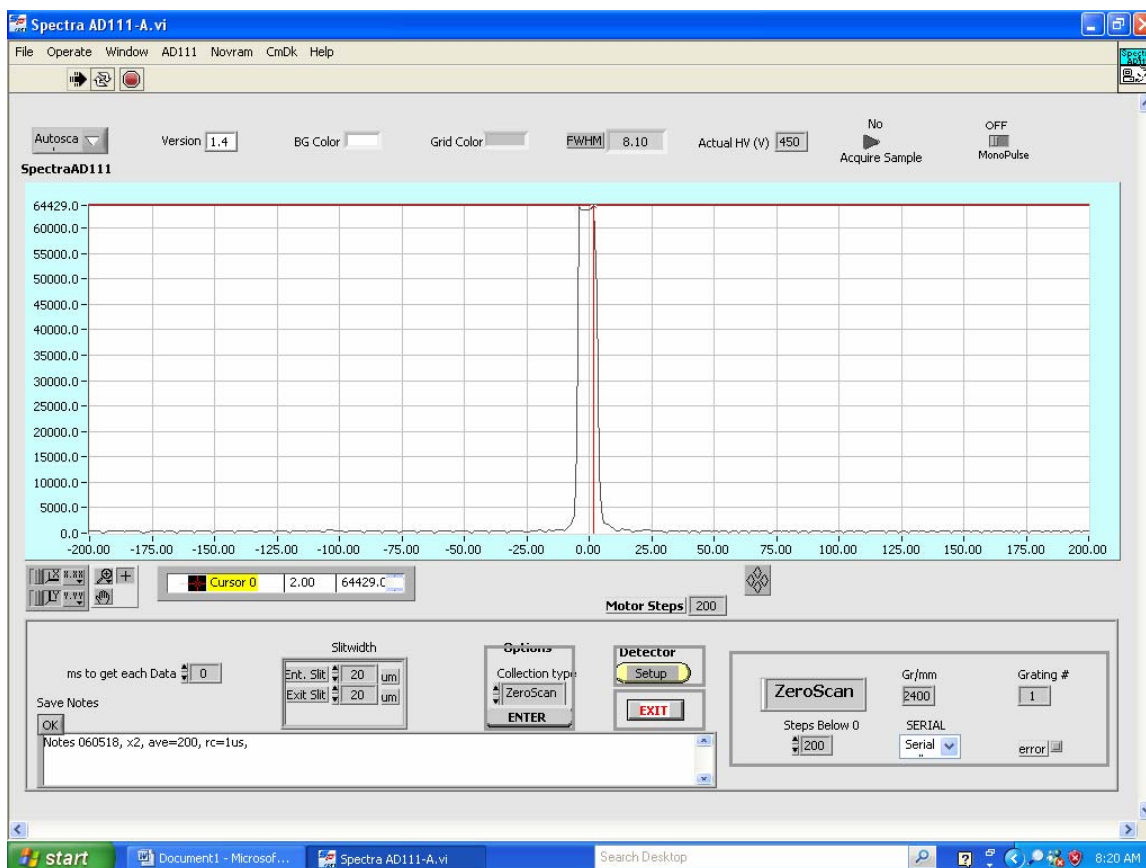 Spectra AD111-A.vi
File Operate Window AD111 Novram CmDk Help
Autosca
Version 1.4
BG Color
Grid Color
FWHM 8.10
Actual HV (V) 450
No
Acquire Sample
OFF
MonoPulse
SpectraAD111
64429.0
60000.0
55000.0
50000.0
45000.0
40000.0
35000.0
30000.0
25000.0
20000.0
15000.0
10000.0
5000.0
0.0
-200.00 -175.00 -150.00 -125.00 -100.00 -75.00 -50.00 -25.00 0.00 25.00 50.00 75.00 100.00 125.00 150.00 175.00 200.00
Cursor 0 2.00 64429.0
Motor Steps 200
ms to get each Data 0
Slitwidth
Ent. Slit 20 um
Exit Slit 20 um
Options
Collection type
ZeroScan
ENTER
Detector
Setup
EXIT
ZeroScan
Gr/mm
2400
Grating #
1
Steps Below 0
200
SERIAL
Serial
error
Save Notes
OK
Notes 060518, x2, ave=200, rc=1us,
start
Document1 - Microsof...
Spectra AD111-A.vi
Search Desktop
8:20 AM